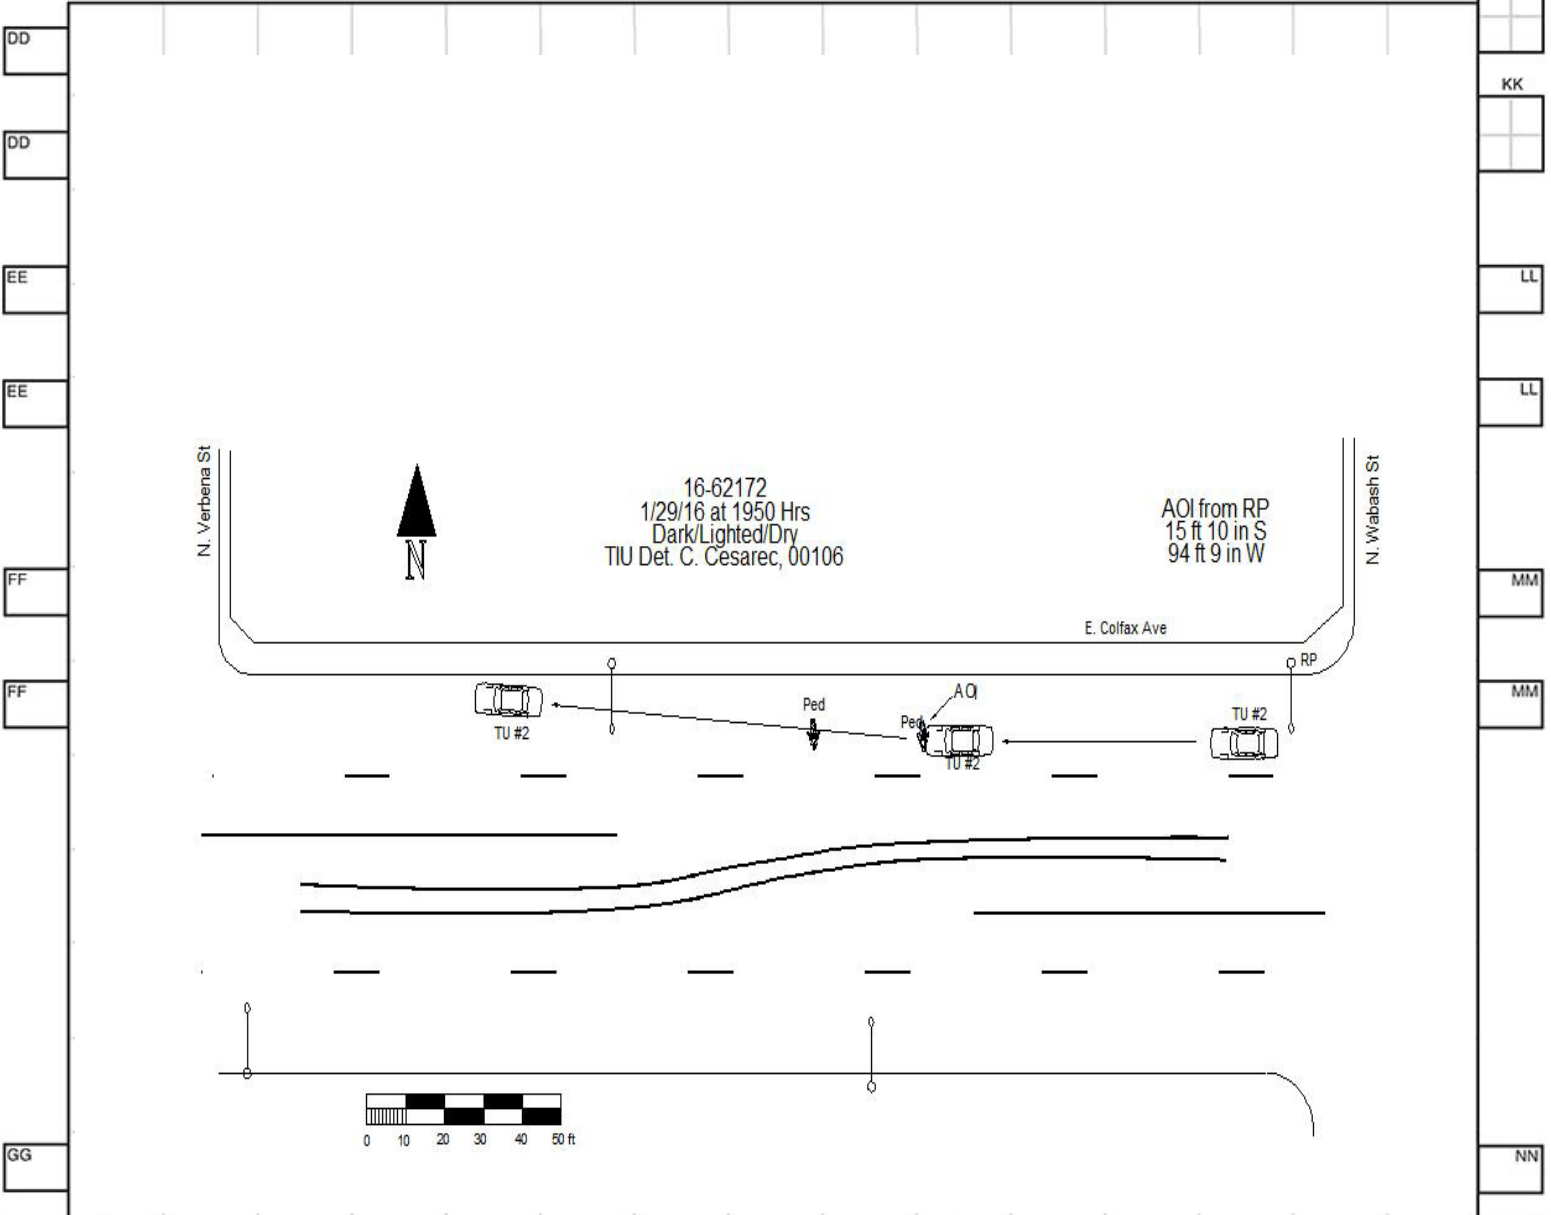 DD
KK
DD
EE
LL
EE
LL
N. Verbena St
N
16-62172
1/29/16 at 1950 Hrs
Dark/Lighted/Dry
TIU Det. C. Cesarec, 00106
AOI from RP
15 ft 10 in S
94 ft 9 in W
N. Wabash St
FF
MM
E. Colfax Ave
RP
FF
MM
AOI
Ped
Ped
TU #2
TU #2
TU #2
0 10 20 30 40 50 ft
GG
NN